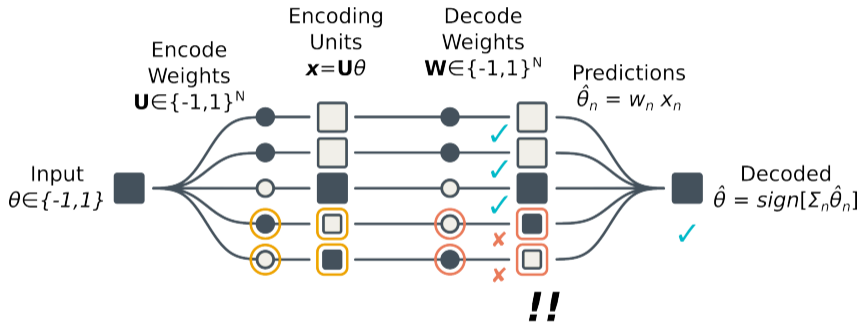 Input
θ∈{-1,1}
Encode
Weights
U∈{-1,1}ᴺ
Encoding
Units
x=Uθ
Decode
Weights
W∈{-1,1}ᴺ
Predictions
θ̂ₙ = wₙ xₙ
Decoded
θ̂ = sign[Σₙθ̂ₙ]
✓
✓
✓
✘
✘
✓
!!